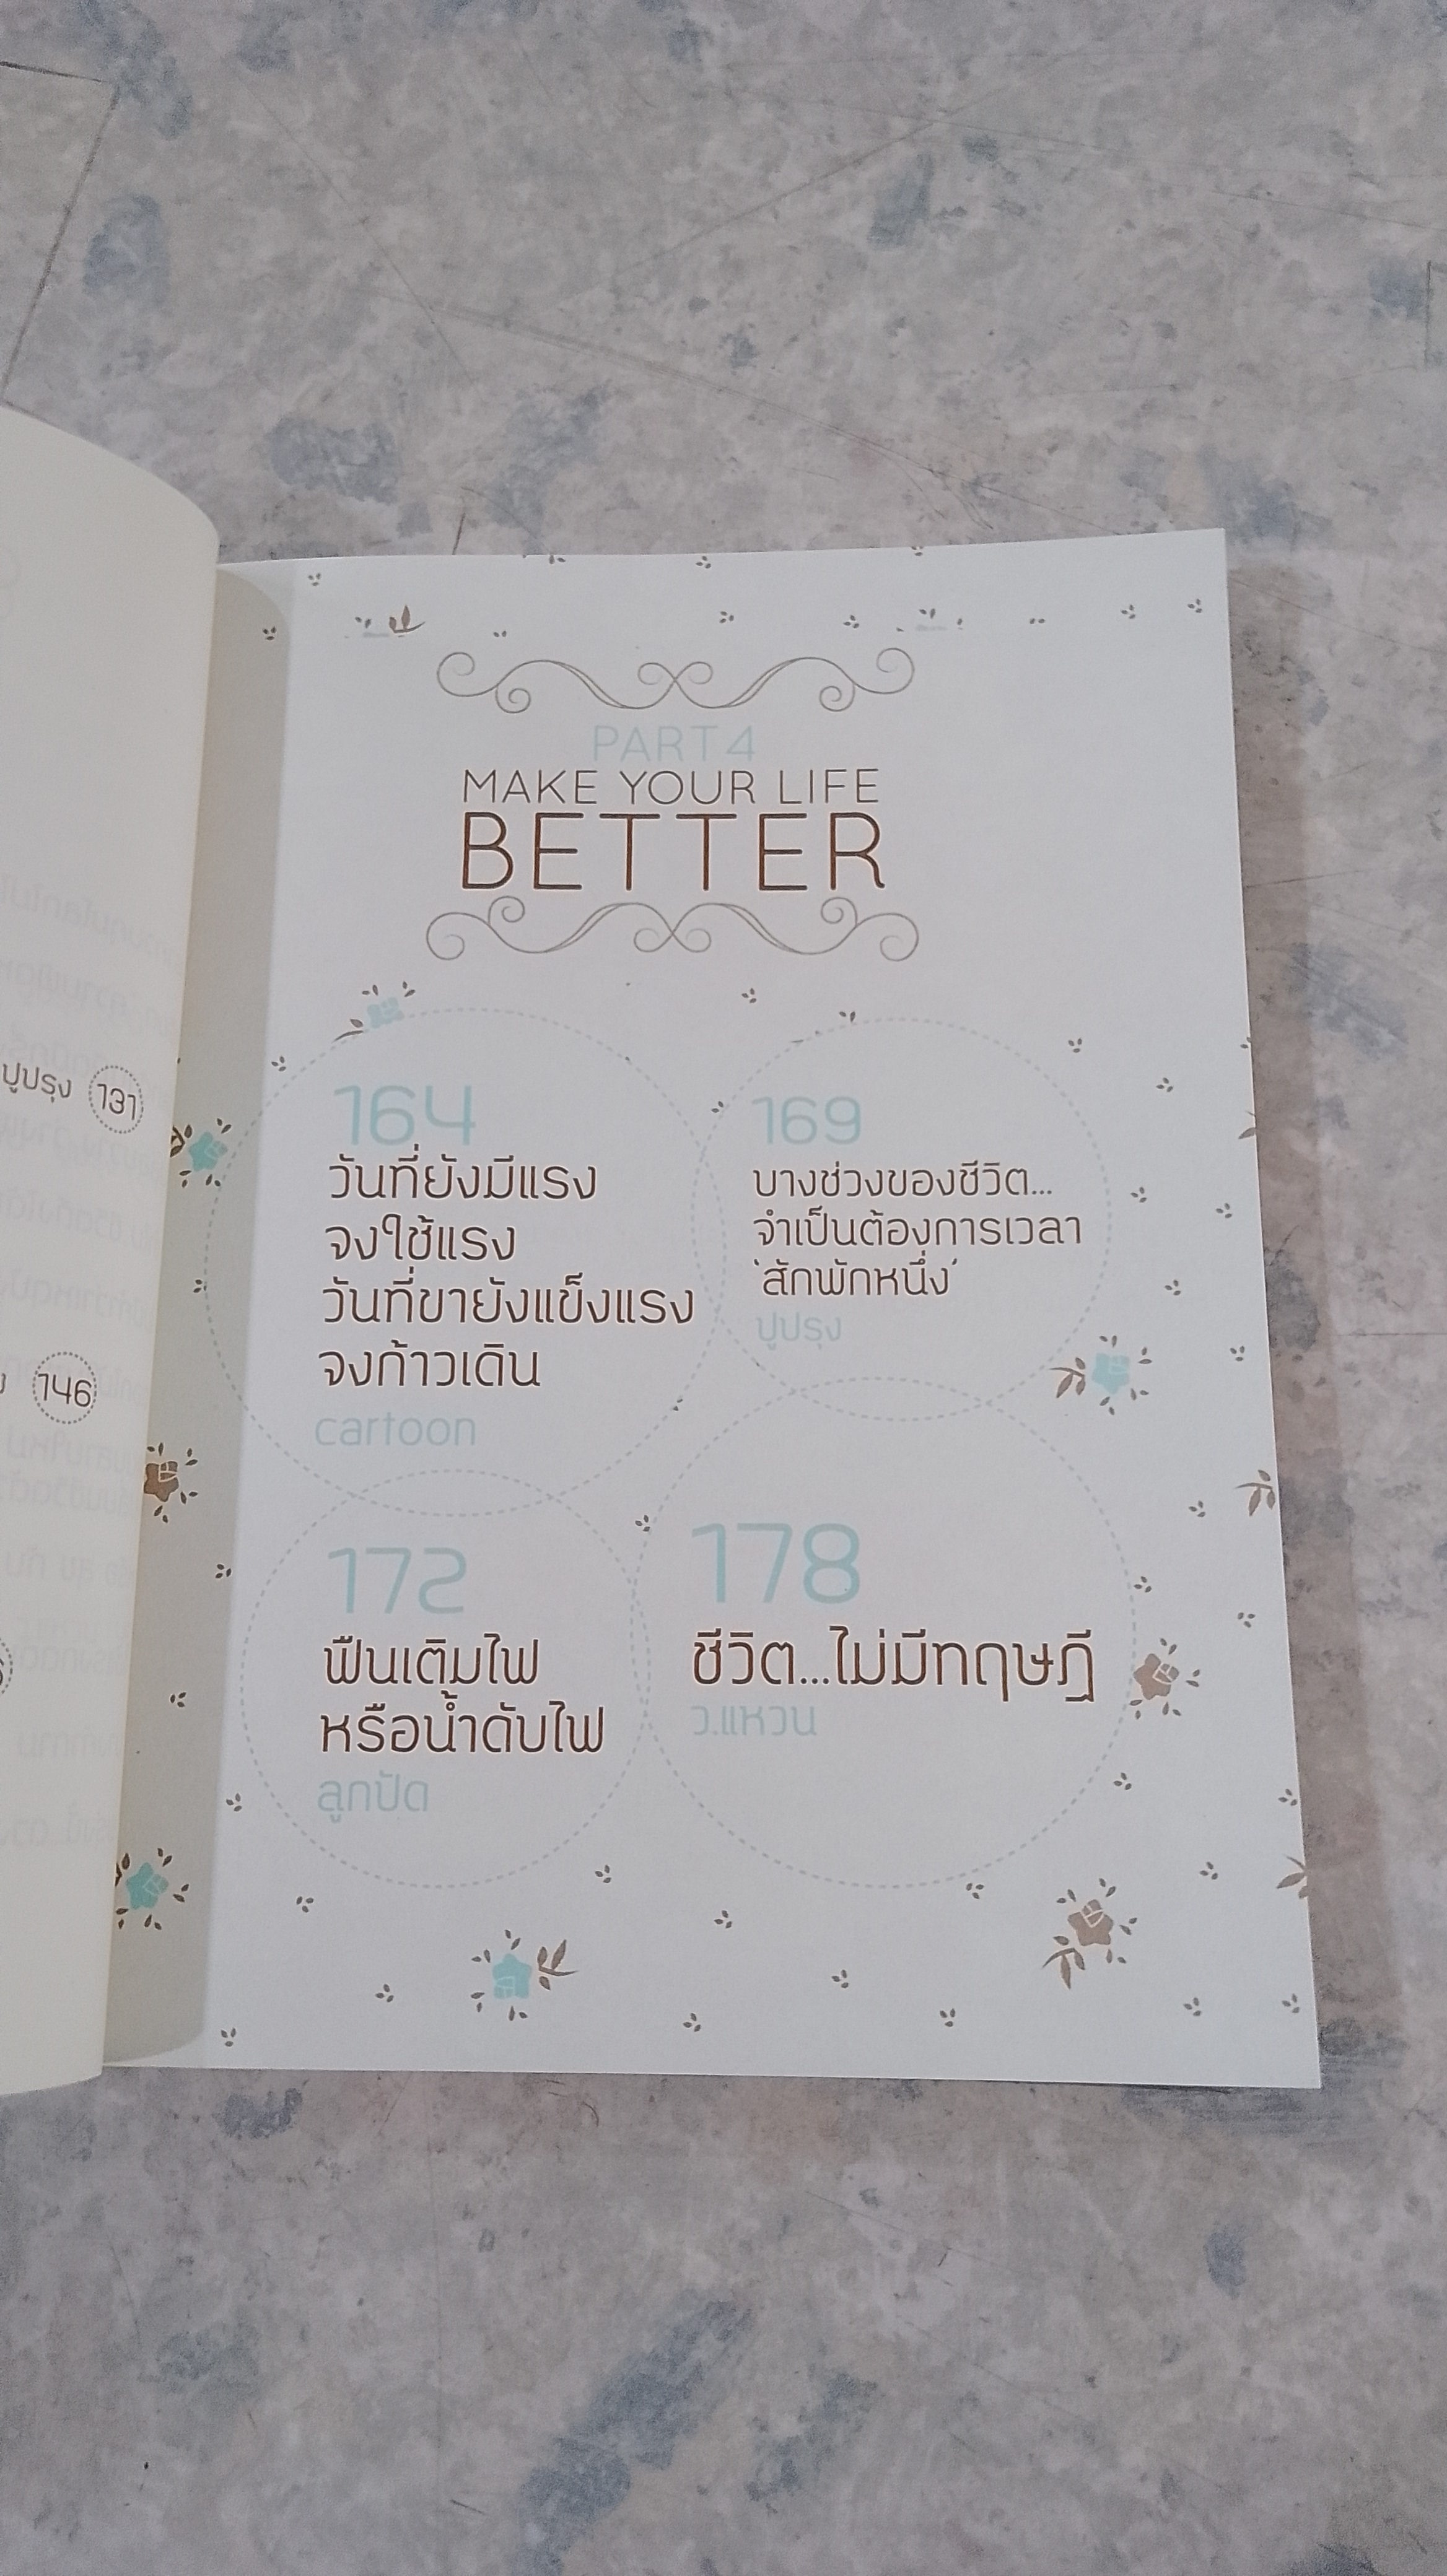 ปูปรุง 131
146
PART 4
MAKE YOUR LIFE
BETTER
164
วันที่ยังมีแรง
จงใช้แรง
วันที่ขายังแข็งแรง
จงก้าวเดิน
cartoon
169
บางช่วงของชีวิต...
จำเป็นต้องการเวลา
'สักพักหนึ่ง'
ปูปรุง
172
ฟืนเติมไฟ
หรือน้ำดับไฟ
ลูกปัด
178
ชีวิต...ไม่มีทฤษฎี
ว.แหวน